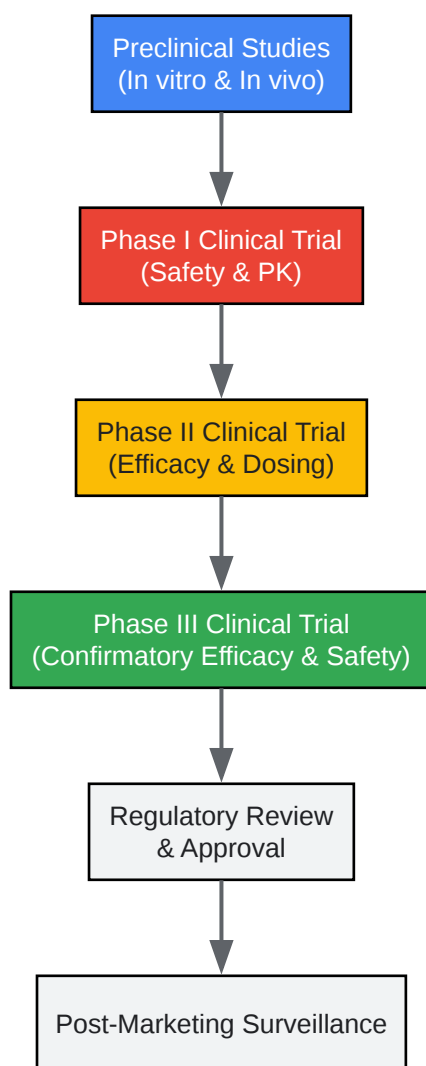 Preclinical Studies
(In vitro & In vivo)
Phase I Clinical Trial
(Safety & PK)
Phase II Clinical Trial
(Efficacy & Dosing)
Phase III Clinical Trial
(Confirmatory Efficacy & Safety)
Regulatory Review
& Approval
Post-Marketing Surveillance